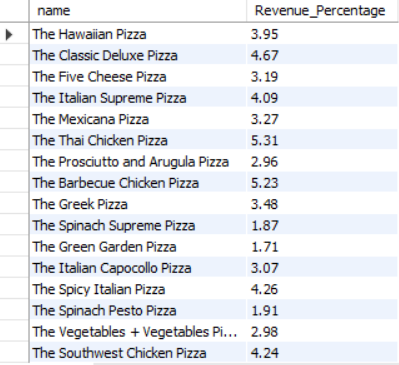 name Revenue_Percentage
The Hawaiian Pizza 3.95
The Classic Deluxe Pizza 4.67
The Five Cheese Pizza 3.19
The Italian Supreme Pizza 4.09
The Mexicana Pizza 3.27
The Thai Chicken Pizza 5.31
The Prosciutto and Arugula Pizza 2.96
The Barbecue Chicken Pizza 5.23
The Greek Pizza 3.48
The Spinach Supreme Pizza 1.87
The Green Garden Pizza 1.71
The Italian Capocollo Pizza 3.07
The Spicy Italian Pizza 4.26
The Spinach Pesto Pizza 1.91
The Vegetables + Vegetables Pi... 2.98
The Southwest Chicken Pizza 4.24